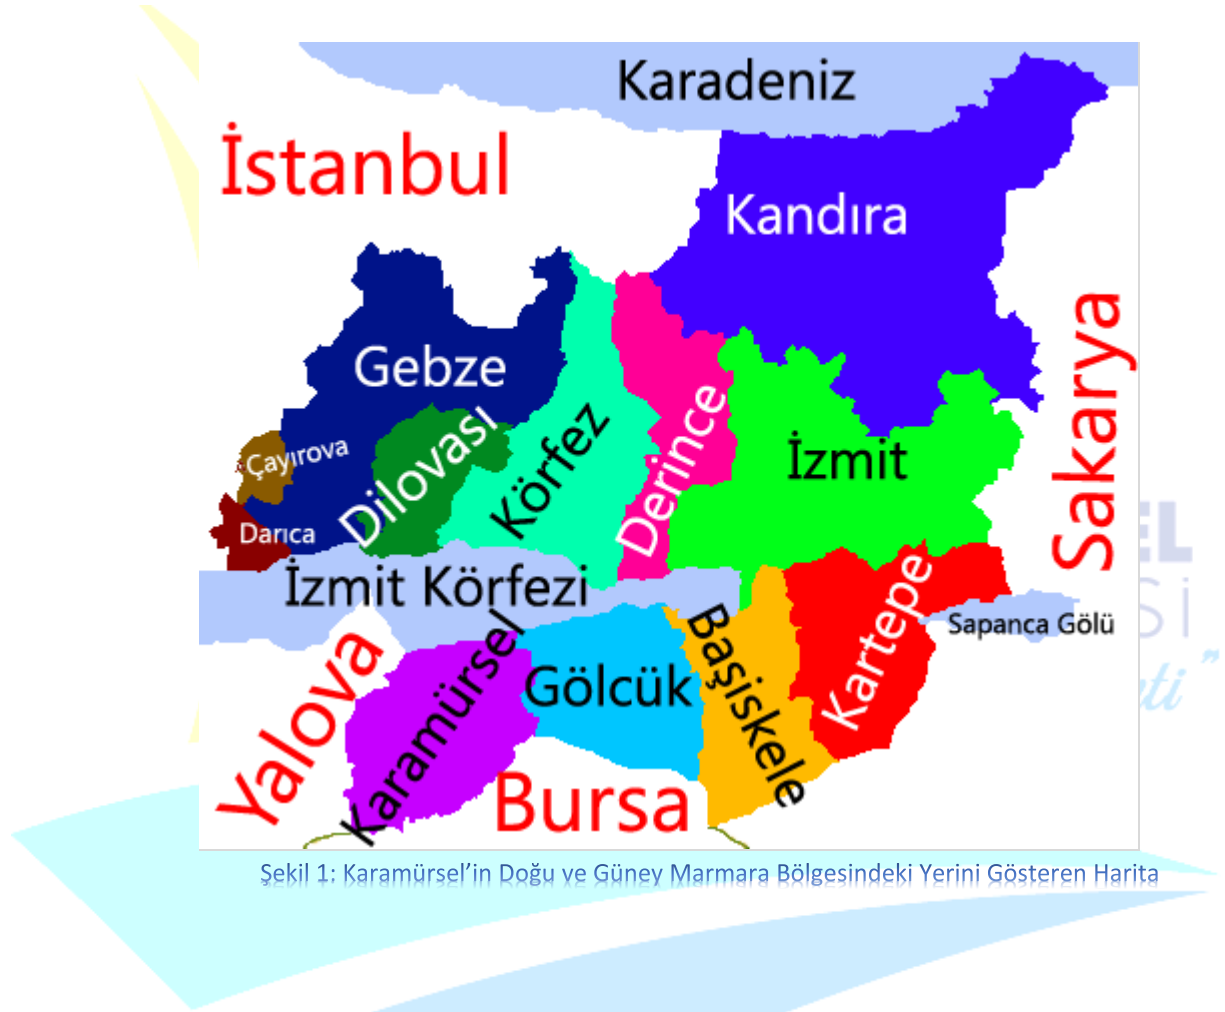 Karadeniz
İstanbul
Kandıra
Sakarya
Gebze
Çayırova
Dilovası
Körfez
Derince
İzmit
Darıca
İzmit Körfezi
Kartepe
Sapanca Gölü
Başiskele
Gölcük
Karamürsel
Yalova
Bursa
Şekil 1: Karamürsel’in Doğu ve Güney Marmara Bölgesindeki Yerini Gösteren Harita